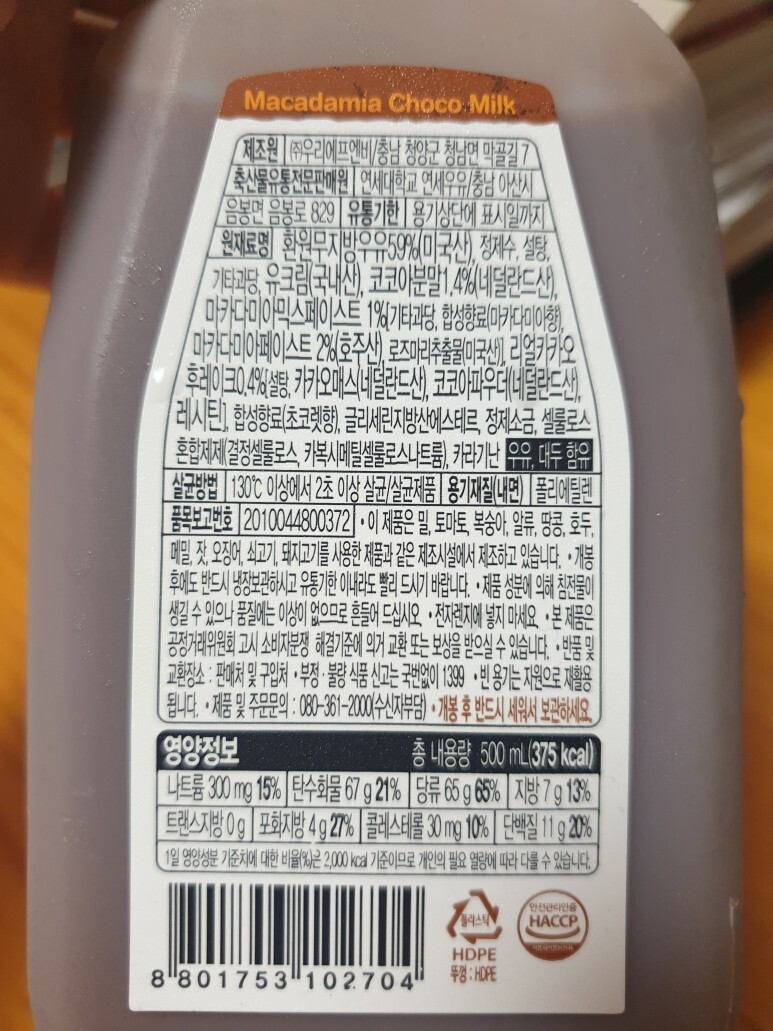 Macadamia Choco Milk
제조원 ㈜우리에프엔비/충남 청양군 청남면 막골길 7
축산물유통전문판매원 연세대학교 연세우유/충남 아산시
음봉면 음봉로 829 유통기한 용기상단에 표시일까지
원재료명 환원무지방우유59%(미국산), 정제수, 설탕,
기타과당, 유크림(국내산), 코코아분말1.4%(네덜란드산),
마카다미아믹스페이스트 1%[기타과당, 합성향료(마카다미아향),
마카다미아페이스트 2%(호주산), 로즈마리추출물(미국산)], 리얼카카오
후레이크0.4%[설탕, 카카오매스(네덜란드산), 코코아파우더(네덜란드산),
레시틴], 합성향료(초코렛향), 글리세린지방산에스테르, 정제소금, 셀룰로스
혼합제제(결정셀룰로스, 카복시메틸셀룰로스나트륨), 카라기난 우유, 대두 함유
살균방법 130℃ 이상에서 2초 이상 살균/살균제품 용기재질(내면) 폴리에틸렌
품목보고번호 2010044800372 • 이 제품은 밀, 토마토, 복숭아, 알류, 땅콩, 호두,
메밀, 잣, 오징어, 쇠고기, 돼지고기를 사용한 제품과 같은 제조시설에서 제조하고 있습니다. • 개봉
후에도 반드시 냉장보관하시고 유통기한 이내라도 빨리 드시기 바랍니다. • 제품 성분에 의해 침전물이
생길 수 있으나 품질에는 이상이 없으므로 흔들어 드십시오. • 전자렌지에 넣지 마세요. • 본 제품은
공정거래위원회 고시 소비자분쟁 해결기준에 의거 교환 또는 보상을 받으실 수 있습니다. • 반품 및
교환장소 : 판매처 및 구입처 • 부정·불량 식품 신고는 국번없이 1399 • 빈 용기는 자원으로 재활용
됩니다. • 제품 및 주문문의 : 080-361-2000(수신자부담) • 개봉 후 반드시 세워서 보관하세요.
영양정보 총 내용량 500 mL(375 kcal)
나트륨 300 mg 15% 탄수화물 67 g 21% 당류 65 g 65% 지방 7 g 13%
트랜스지방 0 g 포화지방 4 g 27% 콜레스테롤 30 mg 10% 단백질 11 g 20%
1일 영양성분 기준치에 대한 비율(%)은 2,000 kcal 기준이므로 개인의 필요 열량에 따라 다를 수 있습니다.
플라스틱
HDPE
뚜껑 : HDPE
안전관리인증
HACCP
8 801753 102704